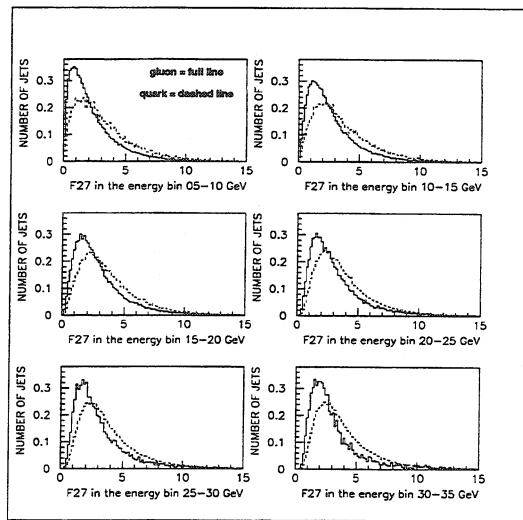 NUMBER OF JETS
0.3
0.2
0.1
0
gluon = full line
quark = dashed line
0 5 10 15
F27 in the energy bin 05-10 GeV
NUMBER OF JETS
0.3
0.2
0.1
0
0 5 10 15
F27 in the energy bin 10-15 GeV
NUMBER OF JETS
0.3
0.2
0.1
0
0 5 10 15
F27 in the energy bin 15-20 GeV
NUMBER OF JETS
0.3
0.2
0.1
0
0 5 10 15
F27 in the energy bin 20-25 GeV
NUMBER OF JETS
0.3
0.2
0.1
0
0 5 10 15
F27 in the energy bin 25-30 GeV
NUMBER OF JETS
0.3
0.2
0.1
0
0 5 10 15
F27 in the energy bin 30-35 GeV